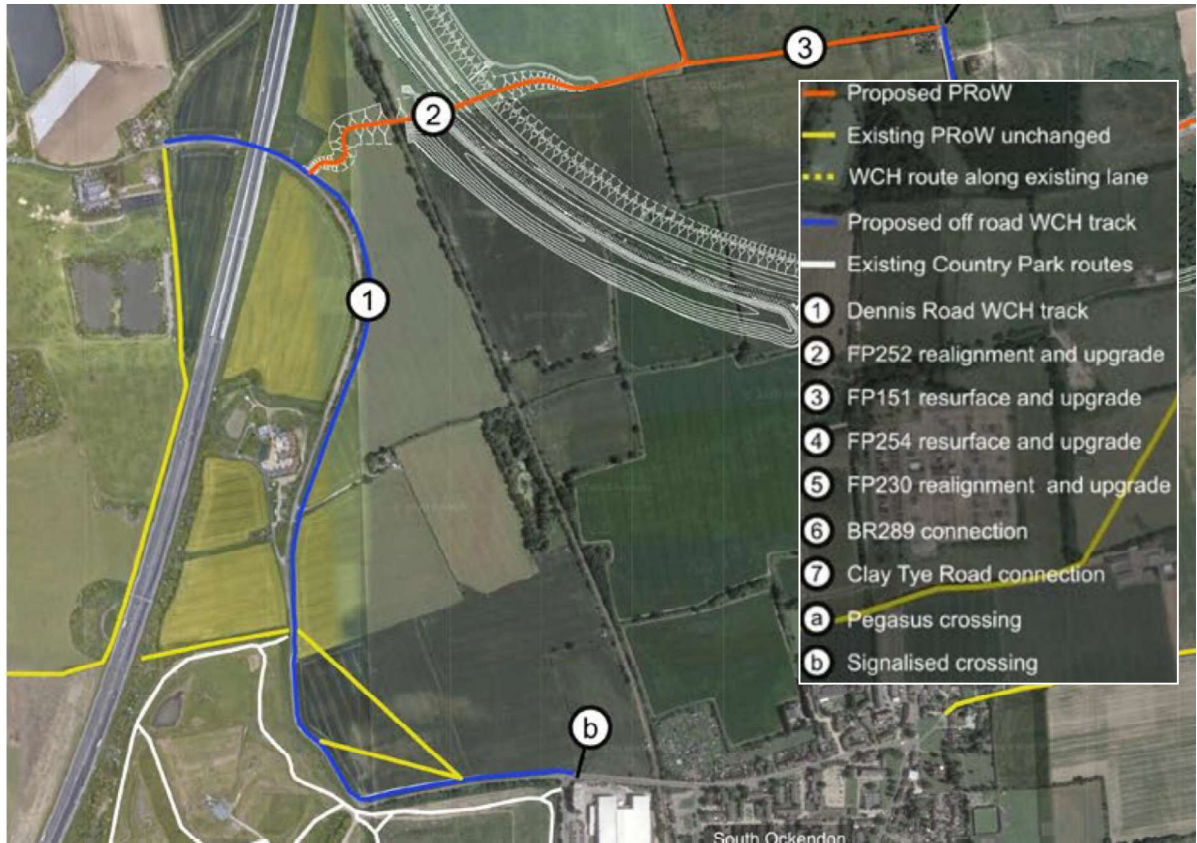 3
2
Proposed PRoW
Existing PRoW unchanged
WCH route along existing lane
Proposed off road WCH track
Existing Country Park routes
1 Dennis Road WCH track
2 FP252 realignment and upgrade
3 FP151 resurface and upgrade
4 FP254 resurface and upgrade
5 FP230 realignment and upgrade
6 BR289 connection
7 Clay Tye Road connection
a Pegasus crossing
b Signalised crossing
1
b
South Ockendon